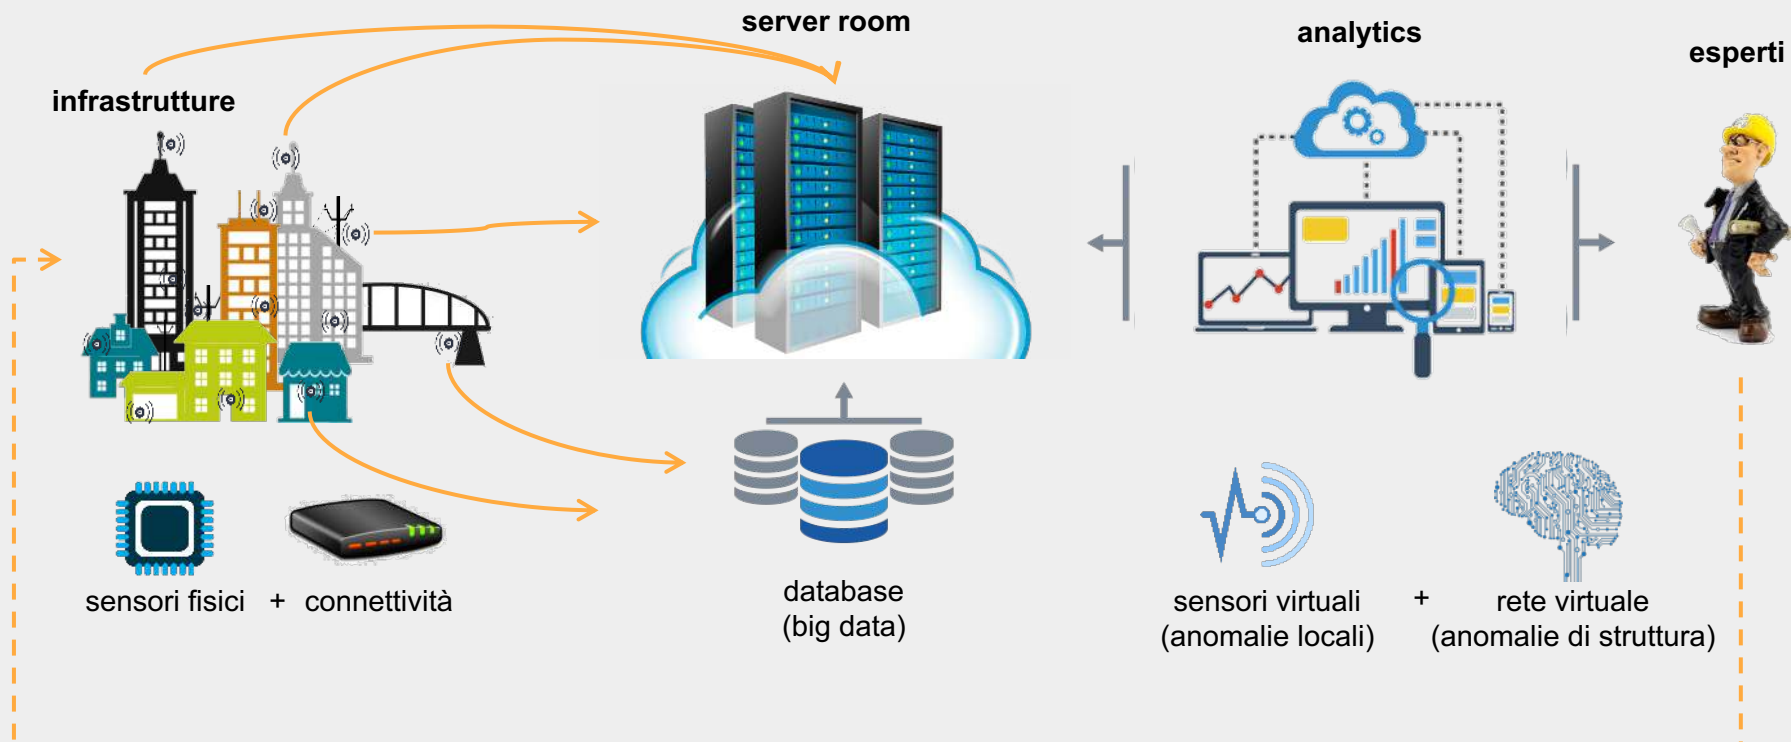 server room
analytics
esperti
infrastrutture
sensori fisici + connettività
database
(big data)
sensori virtuali + rete virtuale
(anomalie locali) (anomalie di struttura)